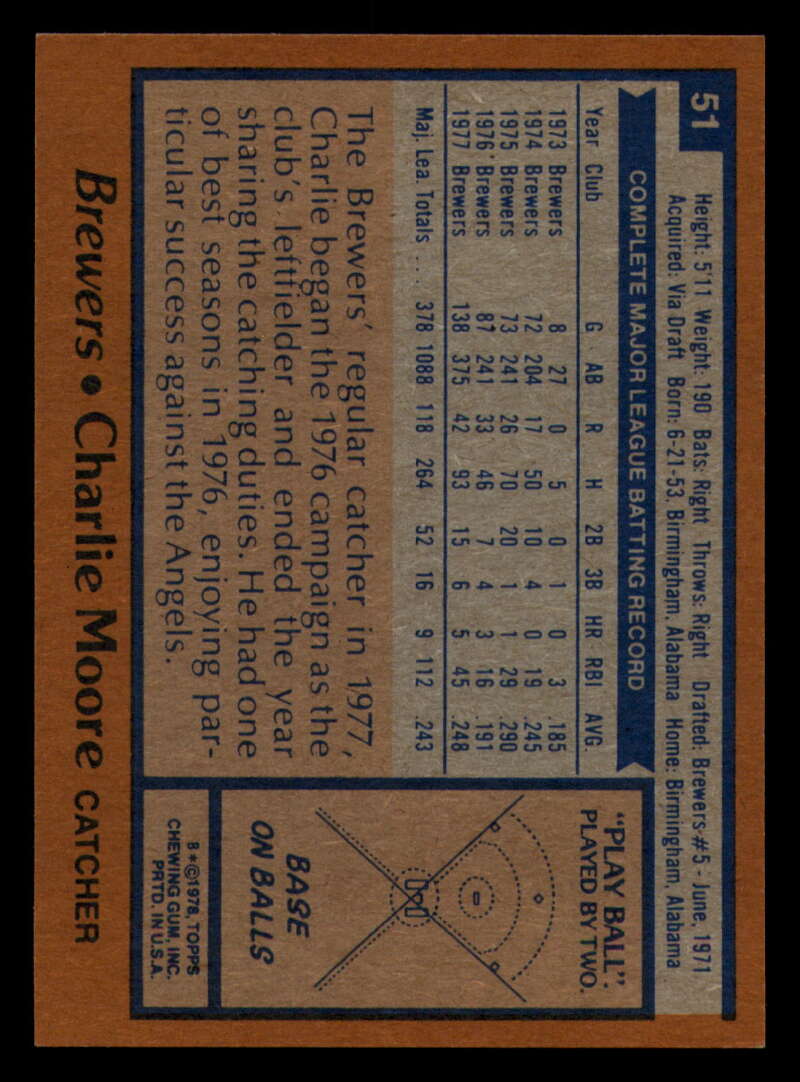 51
Height: 5'11 Weight: 190 Bats: Right Throws: Right Drafted: Brewers #5 - June, 1971
Acquired: Via Draft Born: 6-21-53, Birmingham, Alabama Home: Birmingham, Alabama
COMPLETE MAJOR LEAGUE BATTING RECORD
Year Club G AB R H 2B 3B HR RBI AVG.
1973 Brewers 8 27 0 5 0 1 0 3 .185
1974 Brewers 72 204 17 50 10 4 0 19 .245
1975 Brewers 73 241 26 70 20 1 1 29 .290
1976 Brewers 87 241 33 46 7 4 3 16 .191
1977 Brewers 138 375 42 93 15 6 5 45 .248
Maj. Lea. Totals ... 378 1088 118 264 52 16 9 112 .243
The Brewers' regular catcher in 1977,
Charlie began the 1976 campaign as the
club's leftfielder and ended the year
sharing the catching duties. He had one
of best seasons in 1976, enjoying par-
ticular success against the Angels.
"PLAY BALL"
PLAYED BY TWO.
BASE
ON BALLS
B*©1978, TOPPS
CHEWING GUM, INC.
PRTD. IN U.S.A.
Brewers • Charlie Moore CATCHER